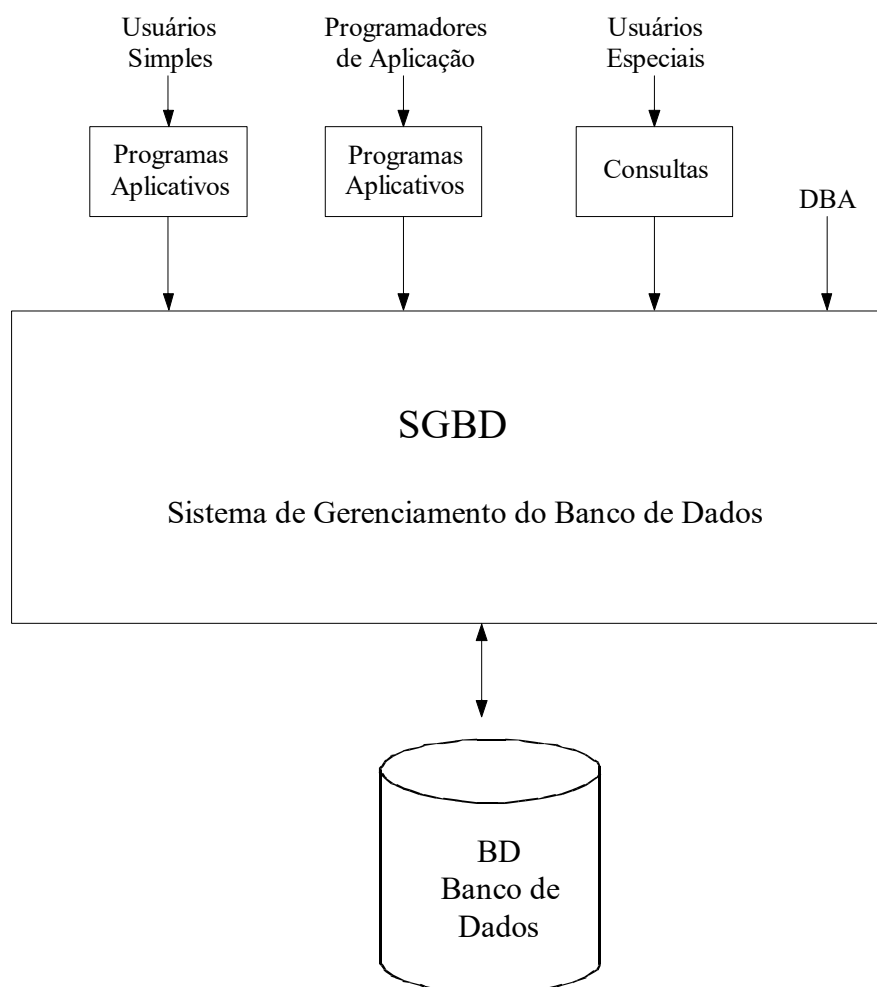 Usuários
Simples
Programadores
de Aplicação
Usuários
Especiais
Programas
Aplicativos
Programas
Aplicativos
Consultas
DBA
SGBD
Sistema de Gerenciamento do Banco de Dados
BD
Banco de
Dados